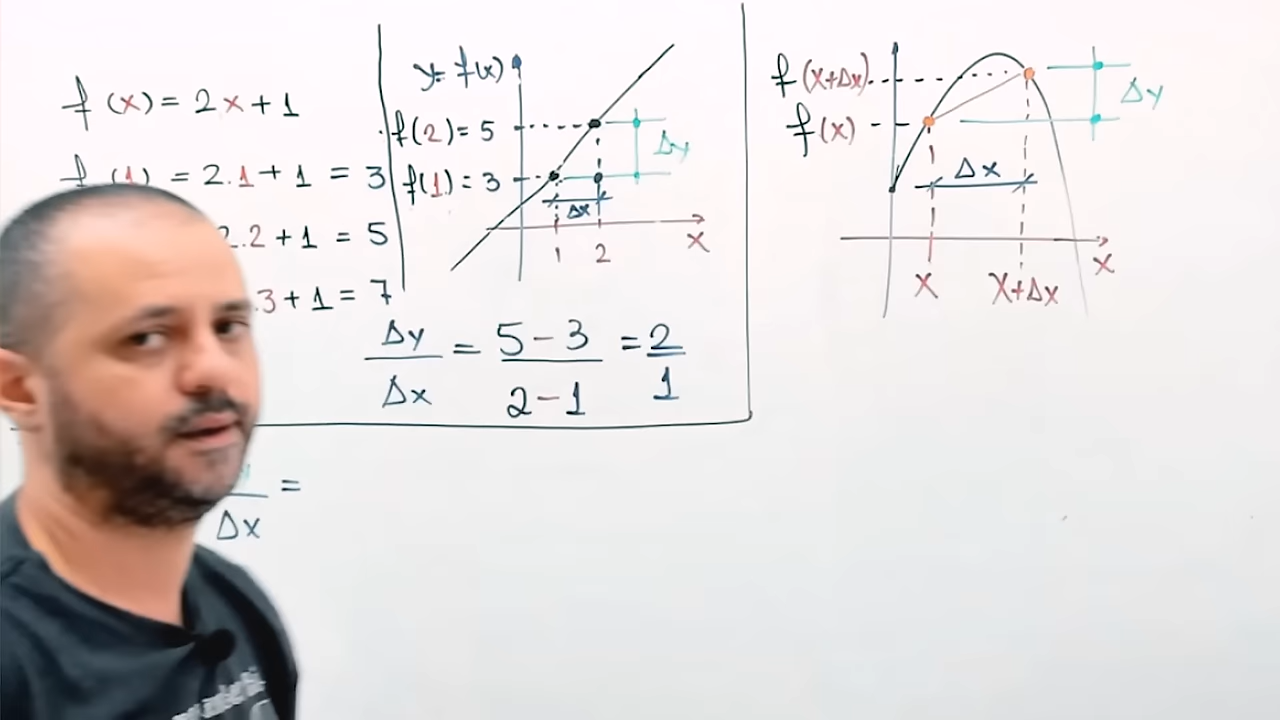 f(x) = 2x+1
f(1) = 2.1+1 = 3
2.2+1 = 5
.3+1 = 7
y=f(x)
f(2)=5
f(1)=3
Δy
Δx
1 2
x
Δy/Δx = 5-3/2-1 = 2/1
f(x+Δx)
f(x)
Δx
Δy
x x+Δx
x
=
Δx